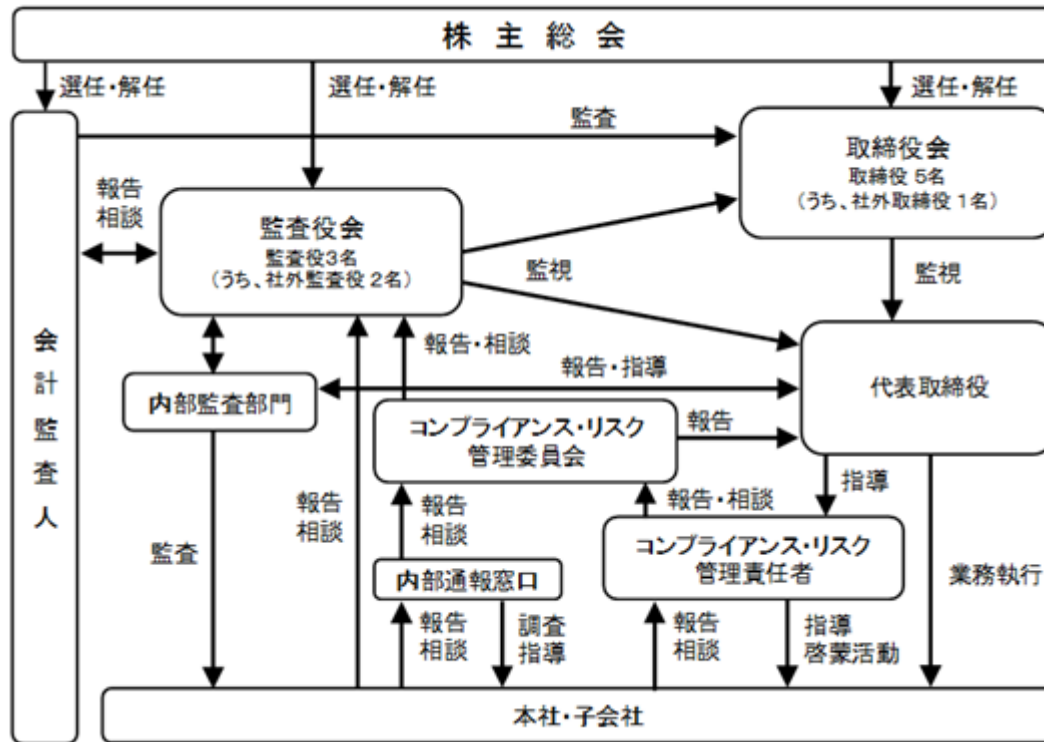 株主総会
選任・解任
選任・解任
選任・解任
監査
取締役会
取締役 5名
（うち、社外取締役 1名）
報告
相談
監査役会
監査役3名
（うち、社外監査役 2名）
監視
監視
会計監査人
報告・相談
報告・指導
代表取締役
内部監査部門
コンプライアンス・リスク
管理委員会
報告
指導
報告
相談
報告
相談
報告・相談
監査
コンプライアンス・リスク
管理責任者
内部通報窓口
業務執行
報告
相談
調査
指導
報告
相談
指導
啓蒙活動
本社・子会社